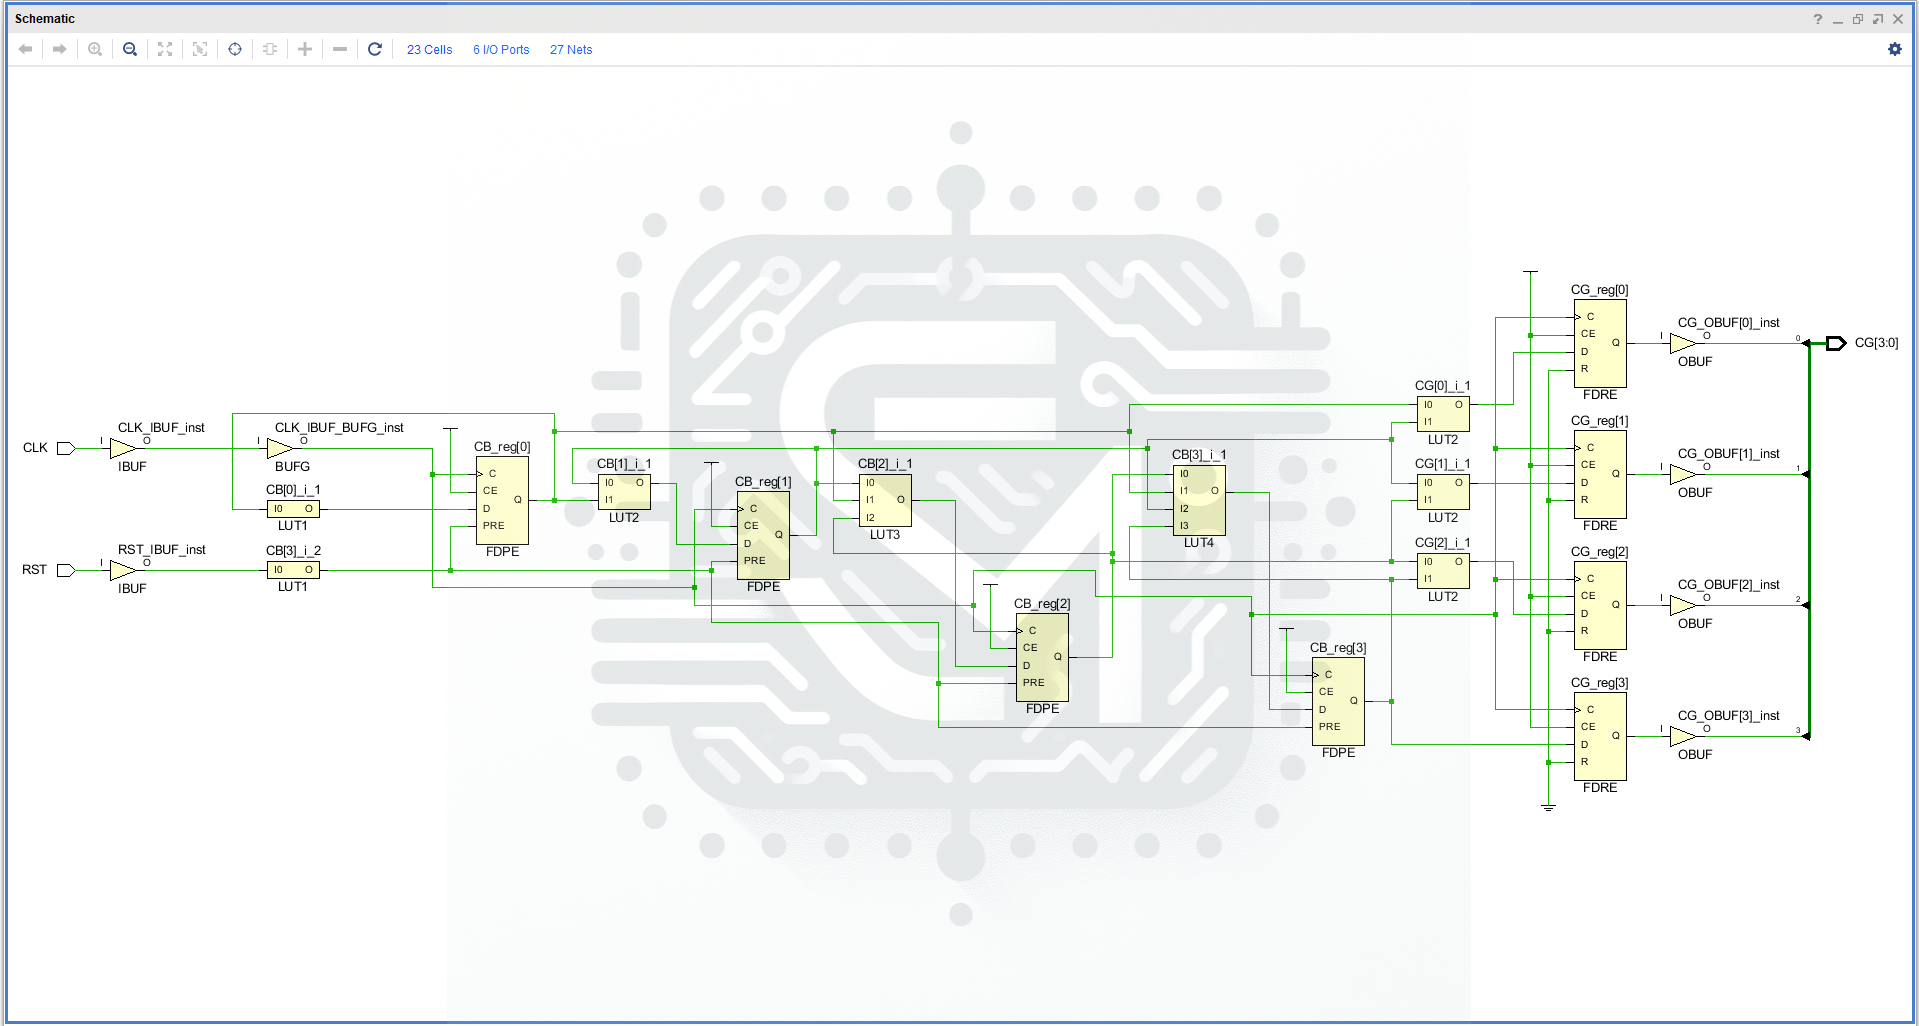 Schematic
23 Cells 6 I/O Ports 27 Nets
CLK
I
O
CLK_IBUF_inst
IBUF
I
O
CLK_IBUF_BUFG_inst
BUFG
CB[0]_i_1
I0 O
LUT1
RST
I
O
RST_IBUF_inst
IBUF
CB[3]_i_2
I0 O
LUT1
CB_reg[0]
C
CE
D
PRE
Q
FDPE
CB[1]_i_1
I0 O
I1
LUT2
CB_reg[1]
C
CE
D
PRE
Q
FDPE
CB[2]_i_1
I0
I1 O
I2
LUT3
CB_reg[2]
C
CE
D
PRE
Q
FDPE
CB[3]_i_1
I0
I1 O
I2
I3
LUT4
CB_reg[3]
C
CE
D
PRE
Q
FDPE
CG[0]_i_1
I0 O
I1
LUT2
CG[1]_i_1
I0 O
I1
LUT2
CG[2]_i_1
I0 O
I1
LUT2
CG_reg[0]
C
CE
D
R
Q
FDRE
CG_reg[1]
C
CE
D
R
Q
FDRE
CG_reg[2]
C
CE
D
R
Q
FDRE
CG_reg[3]
C
CE
D
R
Q
FDRE
CG_OBUF[0]_inst
I O
OBUF
0
CG_OBUF[1]_inst
I O
OBUF
1
CG_OBUF[2]_inst
I O
OBUF
2
CG_OBUF[3]_inst
I O
OBUF
3
CG[3:0]